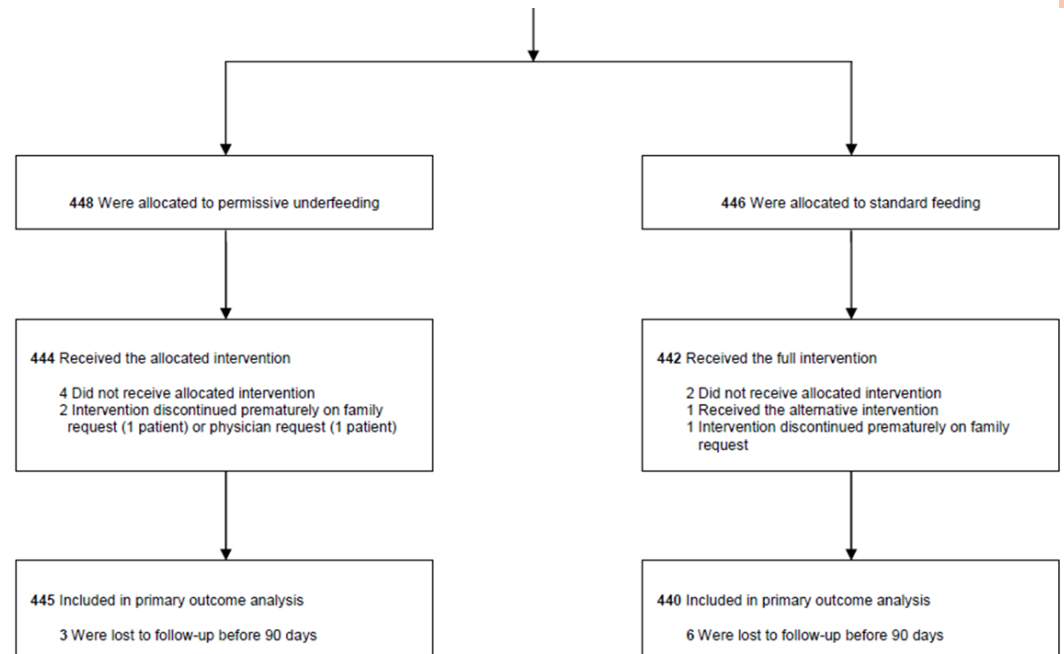 448 Were allocated to permissive underfeeding
446 Were allocated to standard feeding
444 Received the allocated intervention
4 Did not receive allocated intervention
2 Intervention discontinued prematurely on family
request (1 patient) or physician request (1 patient)
442 Received the full intervention
2 Did not receive allocated intervention
1 Received the alternative intervention
1 Intervention discontinued prematurely on family
request
445 Included in primary outcome analysis
3 Were lost to follow-up before 90 days
440 Included in primary outcome analysis
6 Were lost to follow-up before 90 days